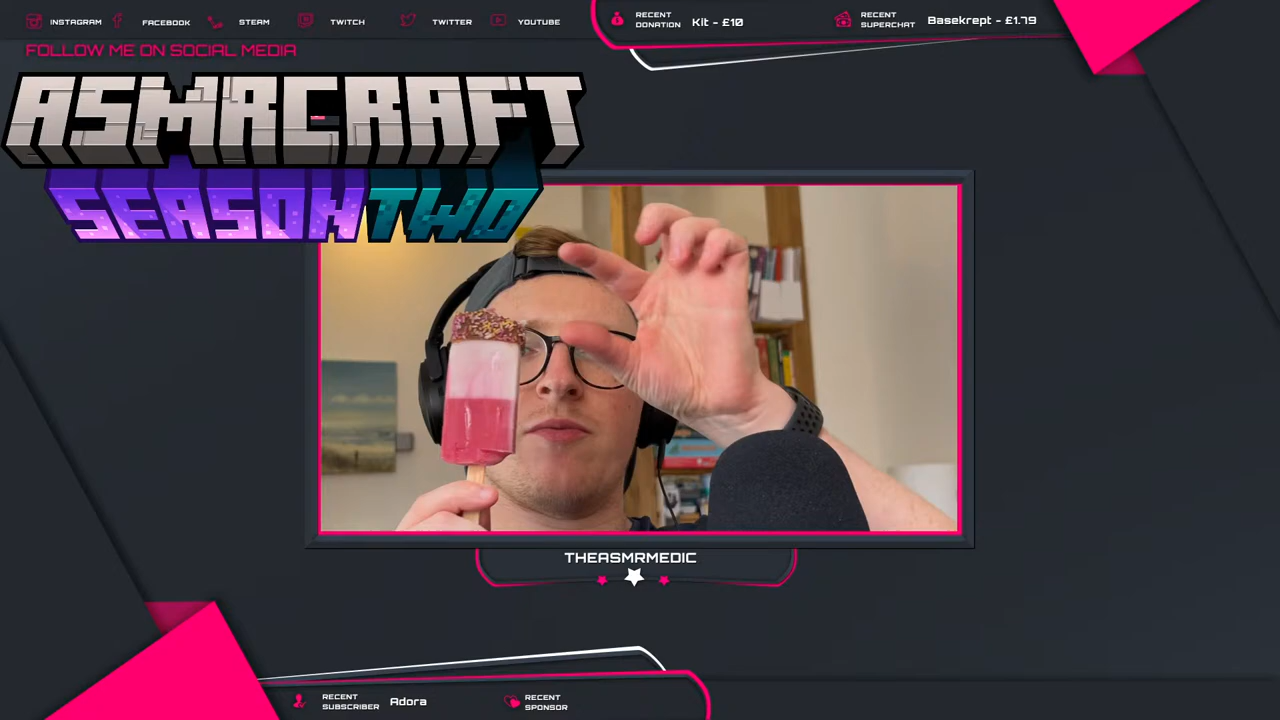 INSTAGRAM
FACEBOOK
STEAM
TWITCH
TWITTER
YOUTUBE
RECENT
DONATION
Kit - £10
RECENT
SUPERCHAT
Basekrept - £1.79
FOLLOW ME ON SOCIAL MEDIA
ASMRCRAFT
SEASON TWO
THEASMRMEDIC
RECENT
SUBSCRIBER
Adora
RECENT
SPONSOR